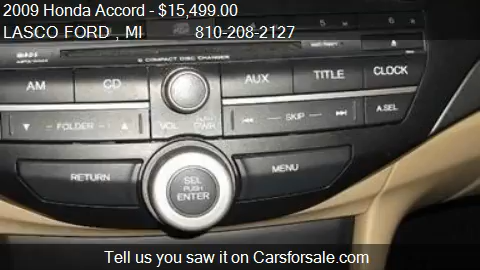 2009 Honda Accord - $15,499.00
LASCO FORD , MI 810-208-2127
6 COMPACT DISC CHANGER
AM CD AUX TITLE CLOCK
FOLDER VOL PWR SKIP A.SEL
RETURN SEL MENU
PUSH
ENTER
Tell us you saw it on Carsforsale.com